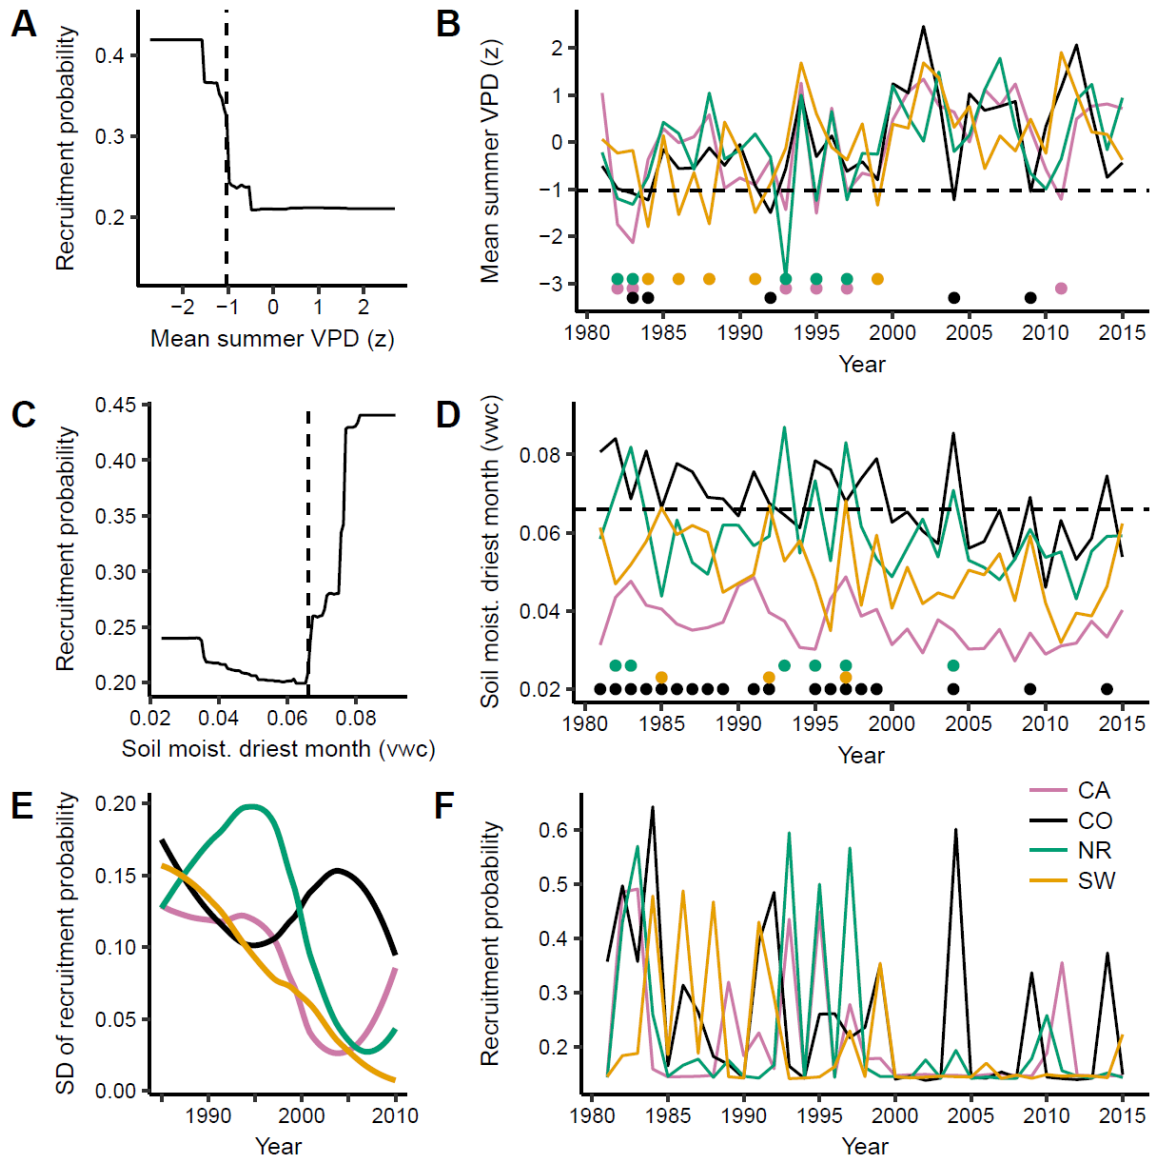 A
Recruitment probability
0.4
0.3
0.2
−2
−1
0
1
2
Mean summer VPD (z)
B
Mean summer VPD (z)
2
1
0
−1
−2
−3
1980
1985
1990
1995
2000
2005
2010
2015
Year
C
Recruitment probability
0.45
0.40
0.35
0.30
0.25
0.20
0.02
0.04
0.06
0.08
Soil moist. driest month (vwc)
D
Soil moist. driest month (vwc)
0.08
0.06
0.04
0.02
1980
1985
1990
1995
2000
2005
2010
2015
Year
E
SD of recruitment probability
0.20
0.15
0.10
0.05
0.00
1990
2000
2010
Year
F
Recruitment probability
0.6
0.5
0.4
0.3
0.2
1980
1985
1990
1995
2000
2005
2010
2015
Year
CA
CO
NR
SW